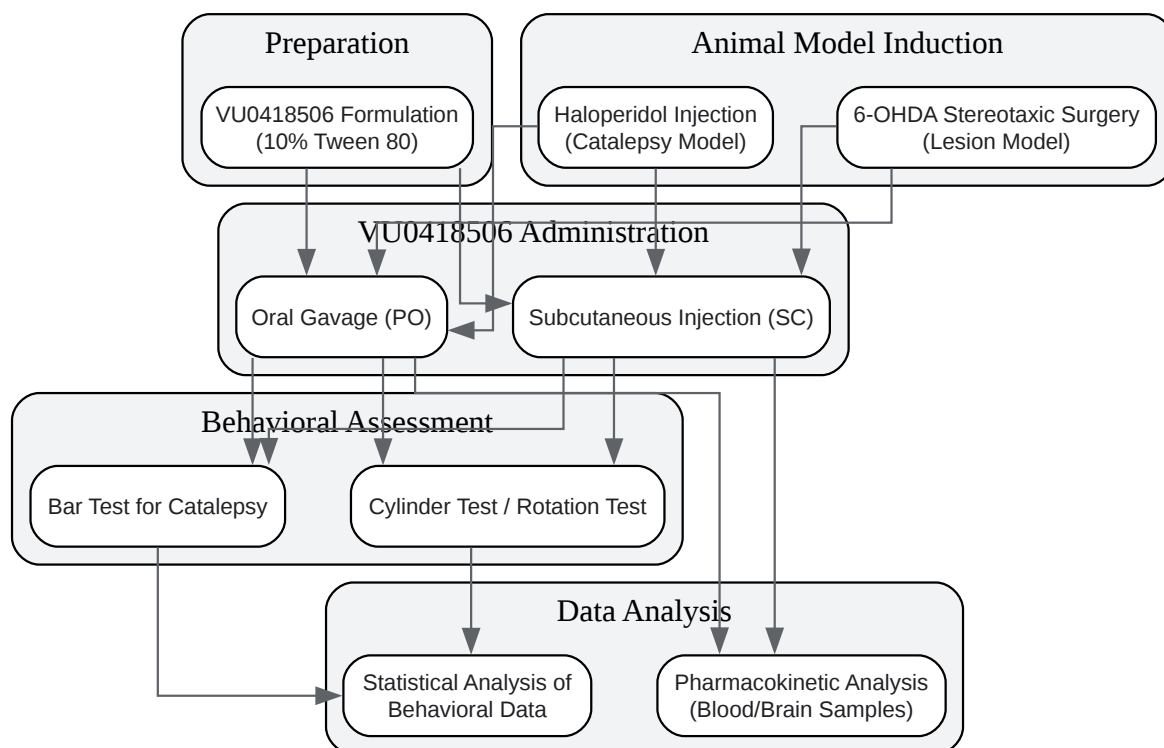 Preparation
Animal Model Induction
VU0418506 Formulation
(10% Tween 80)
Haloperidol Injection
(Catalepsy Model)
6-OHDA Stereotaxic Surgery
(Lesion Model)
VU0418506 Administration
Oral Gavage (PO)
Subcutaneous Injection (SC)
Behavioral Assessment
Bar Test for Catalepsy
Cylinder Test / Rotation Test
Data Analysis
Statistical Analysis of
Behavioral Data
Pharmacokinetic Analysis
(Blood/Brain Samples)